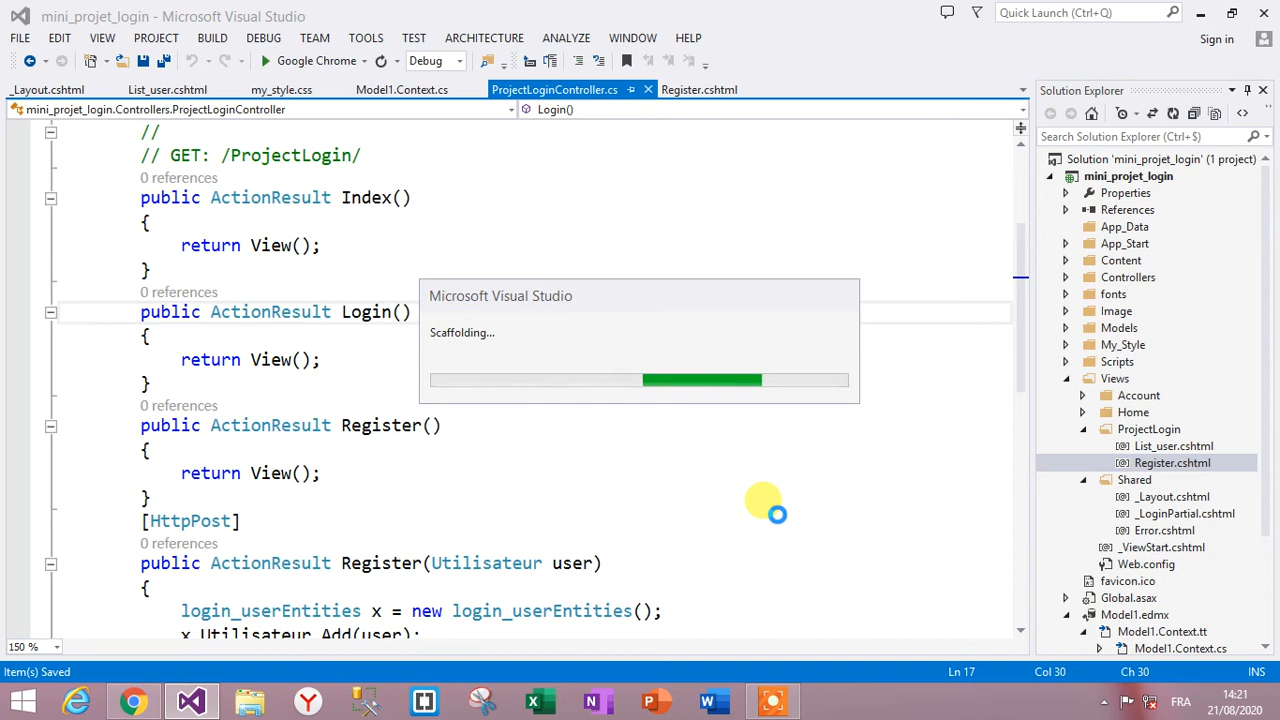 mini_projet_login - Microsoft Visual Studio
Quick Launch (Ctrl+Q)
FILE EDIT VIEW PROJECT BUILD DEBUG TEAM TOOLS TEST ARCHITECTURE ANALYZE WINDOW HELP
Sign in
Google Chrome
Debug
_Layout.cshtml List_user.cshtml my_style.css Model1.Context.cs ProjectLoginController.cs Register.cshtml
mini_projet_login.Controllers.ProjectLoginController
Login()
//
// GET: /ProjectLogin/
0 references
public ActionResult Index()
{
return View();
}
0 references
public ActionResult Login()
{
return View();
}
0 references
public ActionResult Register()
{
return View();
}
[HttpPost]
0 references
public ActionResult Register(Utilisateur user)
{
login_userEntities x = new login_userEntities();
x.Utilisateur.Add(user);
150 %
Microsoft Visual Studio
Scaffolding...
Solution Explorer
Search Solution Explorer (Ctrl+$)
Solution 'mini_projet_login' (1 project)
mini_projet_login
Properties
References
App_Data
App_Start
Content
Controllers
fonts
Image
Models
My_Style
Scripts
Views
Account
Home
ProjectLogin
List_user.cshtml
Register.cshtml
Shared
_Layout.cshtml
_LoginPartial.cshtml
Error.cshtml
_ViewStart.cshtml
Web.config
favicon.ico
Global.asax
Model1.edmx
Model1.Context.tt
Model1.Context.cs
Item(s) Saved
Ln 17
Col 30
Ch 30
INS
FRA
14:21
21/08/2020